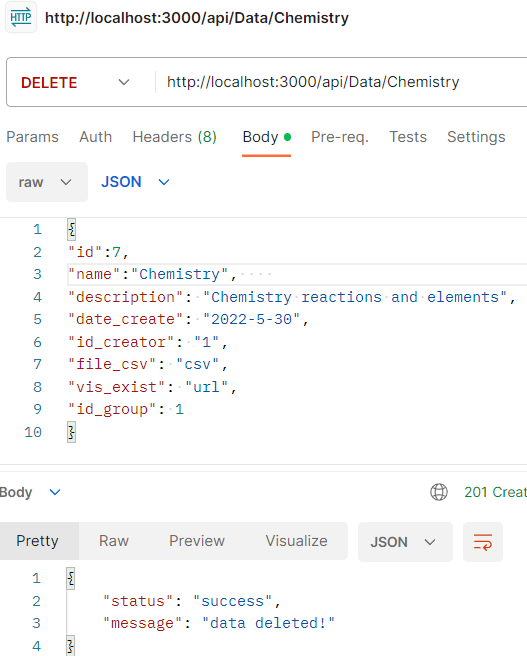 HTTP http://localhost:3000/api/Data/Chemistry
DELETE http://localhost:3000/api/Data/Chemistry
Params Auth Headers (8) Body Pre-req. Tests Settings
raw JSON
1 {
2 "id":7,
3 "name":"Chemistry",
4 "description": "Chemistry reactions and elements",
5 "date_create": "2022-5-30",
6 "id_creator": "1",
7 "file_csv": "csv",
8 "vis_exist": "url",
9 "id_group": 1
10 }
Body 201 Creat
Pretty Raw Preview Visualize JSON
1 {
2 "status": "success",
3 "message": "data deleted!"
4 }